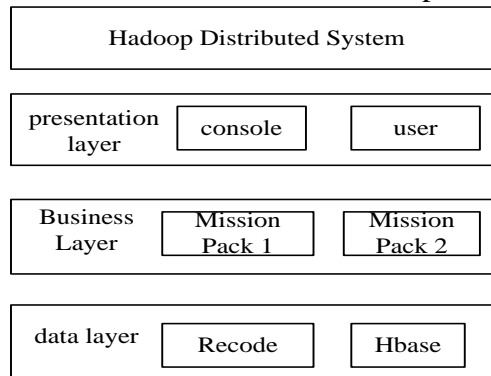 Hadoop Distributed System
presentation layer
console
user
Business Layer
Mission Pack 1
Mission Pack 2
data layer
Recode
Hbase